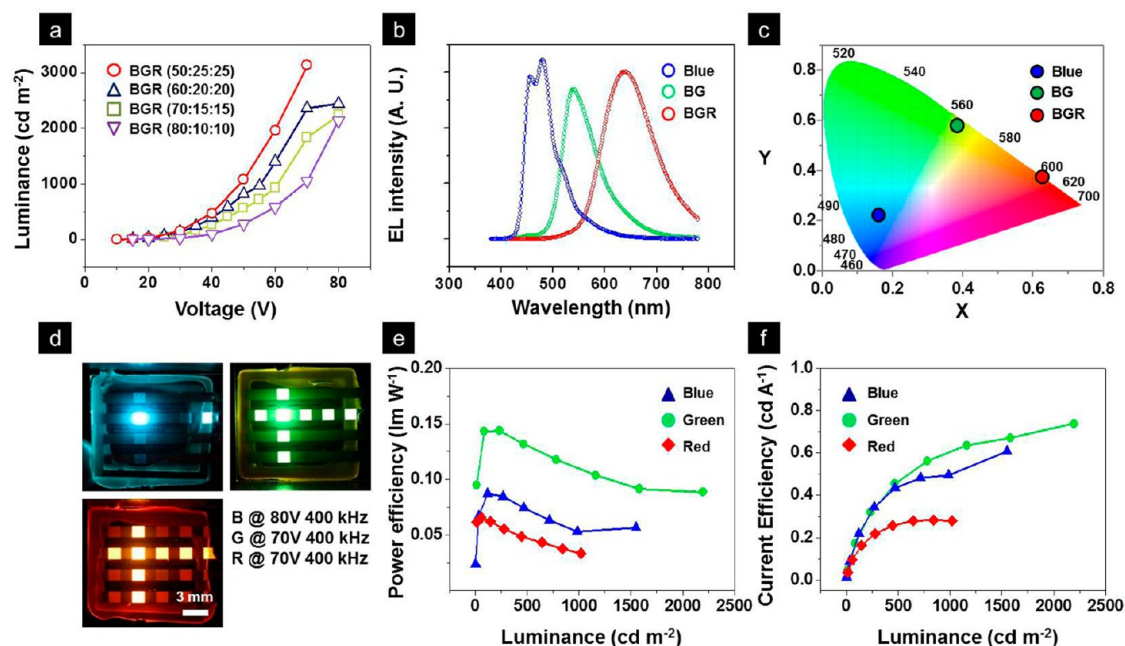 a
BGR (50:25:25)
BGR (60:20:20)
BGR (70:15:15)
BGR (80:10:10)
Luminance (cd m⁻²)
3000
2000
1000
0
0 20 40 60 80
Voltage (V)
b
Blue
BG
BGR
EL intensity (A. U.)
300 400 500 600 700 800
Wavelength (nm)
c
Blue
BG
BGR
520
540
560
580
600
620
700
490
480
470
460
Y
0.8
0.6
0.4
0.2
0.0
0.0 0.2 0.4 0.6 0.8
X
d
B @ 80V 400 kHz
G @ 70V 400 kHz
R @ 70V 400 kHz
3 mm
e
Blue
Green
Red
Power efficiency (lm W⁻¹)
0.20
0.15
0.10
0.05
0 500 1000 1500 2000 2500
Luminance (cd m⁻²)
f
Blue
Green
Red
Current Efficiency (cd A⁻¹)
1.0
0.8
0.6
0.4
0.2
0.0
0 500 1000 1500 2000 2500
Luminance (cd m⁻²)